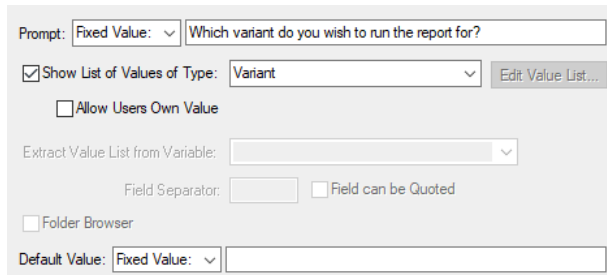 Prompt: Fixed Value: Which variant do you wish to run the report for?
Show List of Values of Type: Variant Edit Value List...
Allow Users Own Value
Extract Value List from Variable:
Field Separator: Field can be Quoted
Folder Browser
Default Value: Fixed Value: